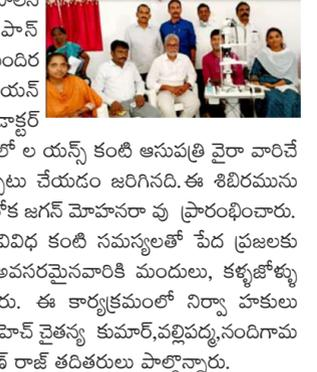 పాన్
ందిర
యన్
డాక్టర్
లో ల యన్స్ కంటి ఆసుపత్రి వైరా వారిచే
్పటు చేయడం జరిగినది.ఈ శిబిరమును
ోక జగన్ మోహనరా వు ప్రారంభించారు.
వివిధ కంటి సమస్యలతో పేద ప్రజలకు
అవసరమైనవారికి మందులు, కళ్ళజోళ్ళు
రు. ఈ కార్యక్రమంలో నిర్వా హకులు
హెచ్ చైతన్య కుమార్,వల్లిపద్మ,నందిగామ
రాజ్ తదితరులు పాల్గొన్నారు.